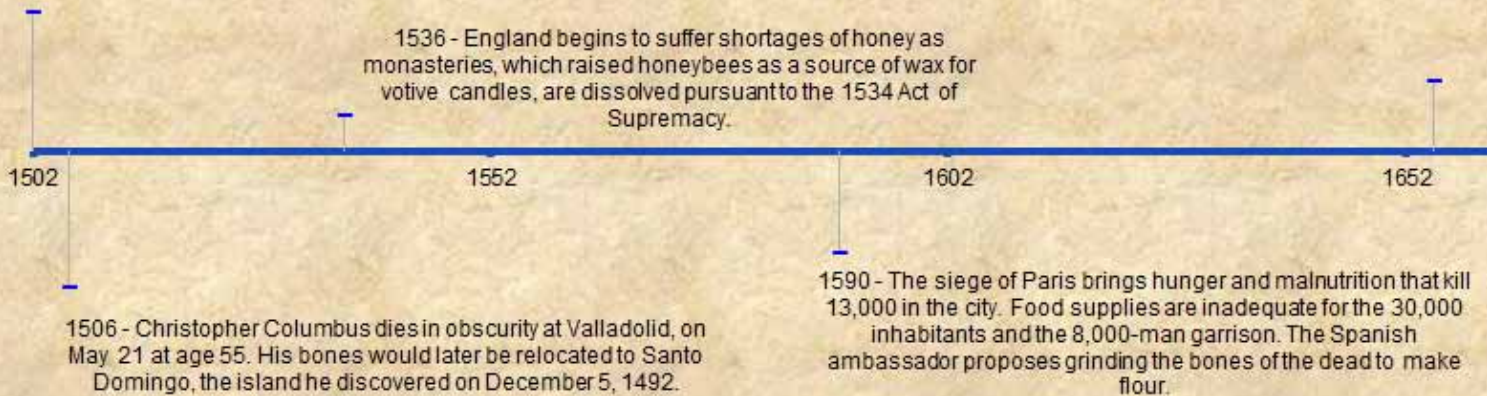 1536 - England begins to suffer shortages of honey as
monasteries, which raised honeybees as a source of wax for
votive candles, are dissolved pursuant to the 1534 Act of
Supremacy.
1502
1552
1602
1652
1506 - Christopher Columbus dies in obscurity at Valladolid, on
May 21 at age 55. His bones would later be relocated to Santo
Domingo, the island he discovered on December 5, 1492.
1590 - The siege of Paris brings hunger and malnutrition that kill
13,000 in the city. Food supplies are inadequate for the 30,000
inhabitants and the 8,000-man garrison. The Spanish
ambassador proposes grinding the bones of the dead to make
flour.